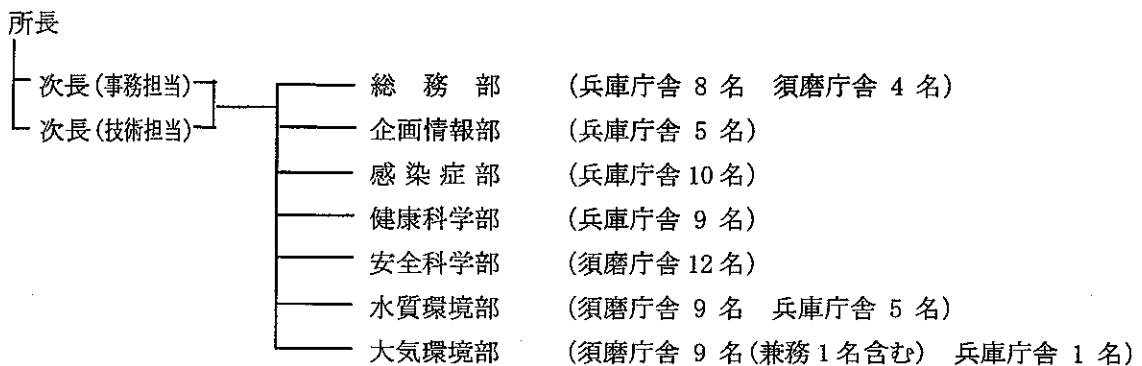 所長
次長(事務担当) 総務部 (兵庫庁舎 8 名 須磨庁舎 4 名)
次長(技術担当) 企画情報部 (兵庫庁舎 5 名)
感染症部 (兵庫庁舎 10 名)
健康科学部 (兵庫庁舎 9 名)
安全科学部 (須磨庁舎 12 名)
水質環境部 (須磨庁舎 9 名 兵庫庁舎 5 名)
大気環境部 (須磨庁舎 9 名(兼務 1 名含む) 兵庫庁舎 1 名)